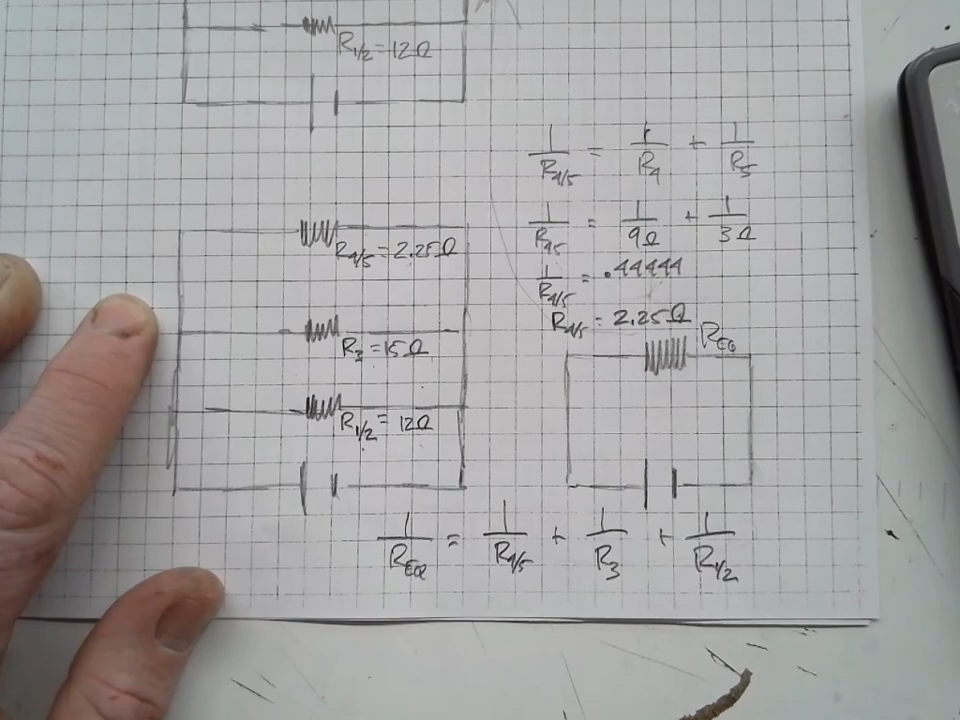 R1/2 = 12Ω
1/R4/5 = 1/R4 + 1/R5
1/R45 = 1/9Ω + 1/3Ω
1/R4/5 = .44444
R4/5 = 2.25Ω
R4/5 = 2.25Ω
R3 = 15Ω
R1/2 = 12Ω
REQ
1/REQ = 1/R4/5 + 1/R3 + 1/R1/2